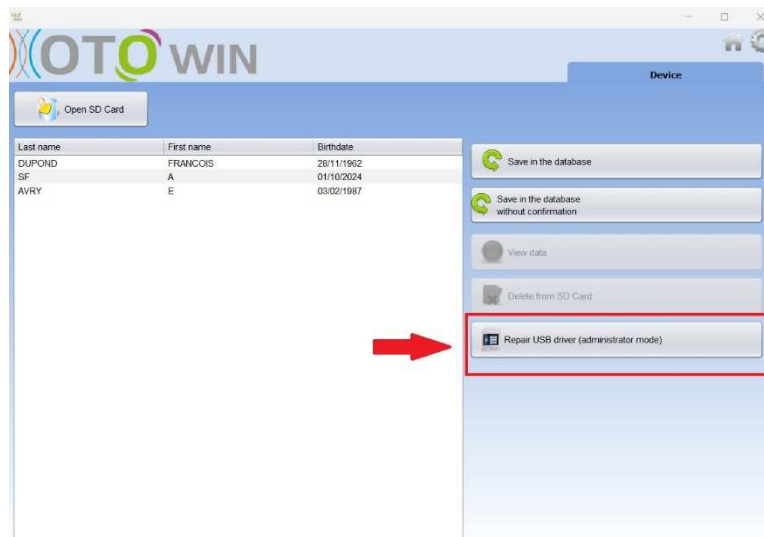 OTO WIN
Device
Open SD Card
Last name First name Birthdate
DUPOND FRANCOIS 28/11/1962
SF A 01/10/2024
AVRY E 03/02/1987
Save in the database
Save in the database
without confirmation
View data
Delete from SD Card
Repair USB driver (administrator mode)